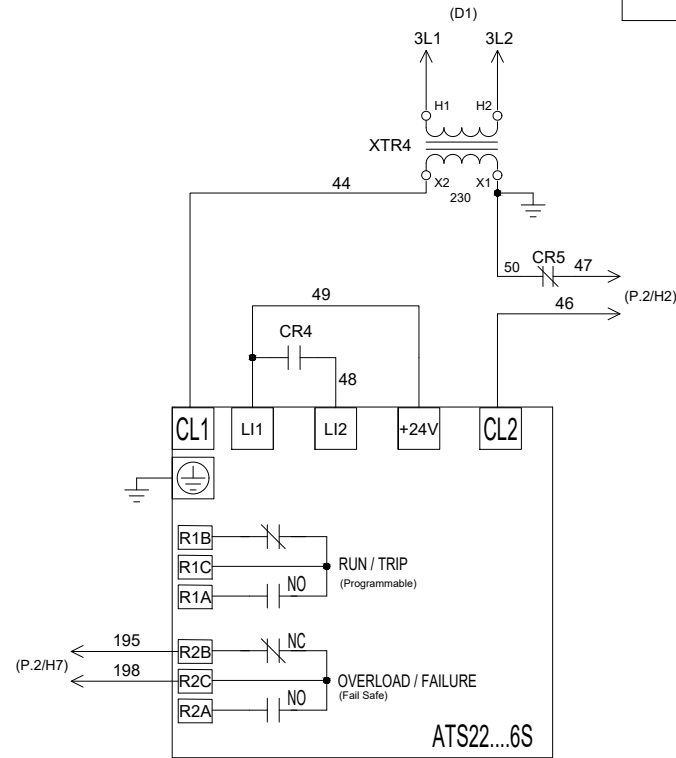 (D1)
3L1 3L2
H1 H2
XTR4
X2 X1
44 230
50 CR5 47
(P.2/H2)
49 46
CR4
48
CL1 LI1 LI2 +24V CL2
R1B
R1C RUN / TRIP
(Programmable)
R1A NO
195 R2B NC
(P.2/H7)
198 R2C OVERLOAD / FAILURE
(Fail Safe)
R2A NO
ATS22....6S